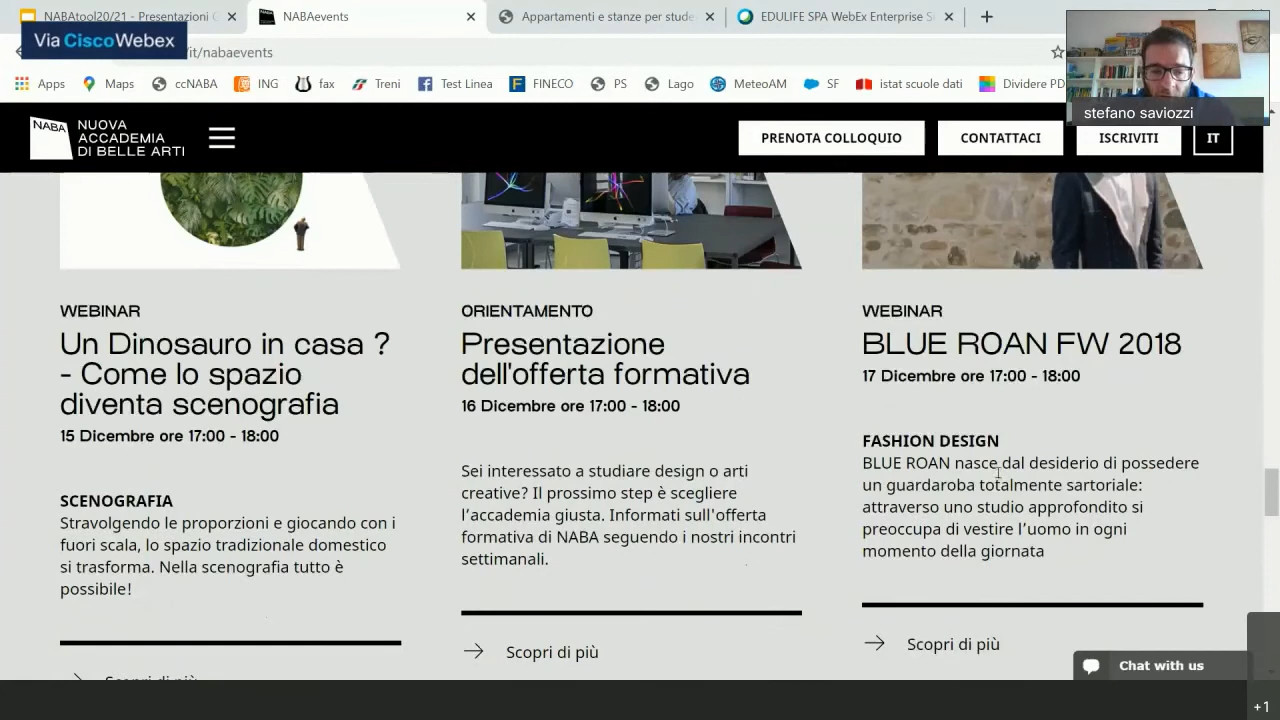 NABAtool20/21 - Presentazioni
NABAevents
Appartamenti e stanze per stude
EDULIFE SPA WebEx Enterprise S
Via CiscoWebex
/it/nabaevents
Apps
Maps
ccNABA
ING
fax
Treni
Test Linea
FINECO
PS
Lago
MeteoAM
SF
istat scuole dati
Dividere PD
stefano saviozzi
NABA
NUOVA
ACCADEMIA
DI BELLE ARTI
PRENOTA COLLOQUIO
CONTATTACI
ISCRIVITI
IT
WEBINAR
Un Dinosauro in casa ?
- Come lo spazio
diventa scenografia
15 Dicembre ore 17:00 - 18:00
SCENOGRAFIA
Stravolgendo le proporzioni e giocando con i
fuori scala, lo spazio tradizionale domestico
si trasforma. Nella scenografia tutto è
possibile!
Scopri di più
ORIENTAMENTO
Presentazione
dell'offerta formativa
16 Dicembre ore 17:00 - 18:00
Sei interessato a studiare design o arti
creative? Il prossimo step è scegliere
l'accademia giusta. Informati sull'offerta
formativa di NABA seguendo i nostri incontri
settimanali.
Scopri di più
WEBINAR
BLUE ROAN FW 2018
17 Dicembre ore 17:00 - 18:00
FASHION DESIGN
BLUE ROAN nasce dal desiderio di possedere
un guardaroba totalmente sartoriale:
attraverso uno studio approfondito si
preoccupa di vestire l'uomo in ogni
momento della giornata
Scopri di più
Chat with us
+1